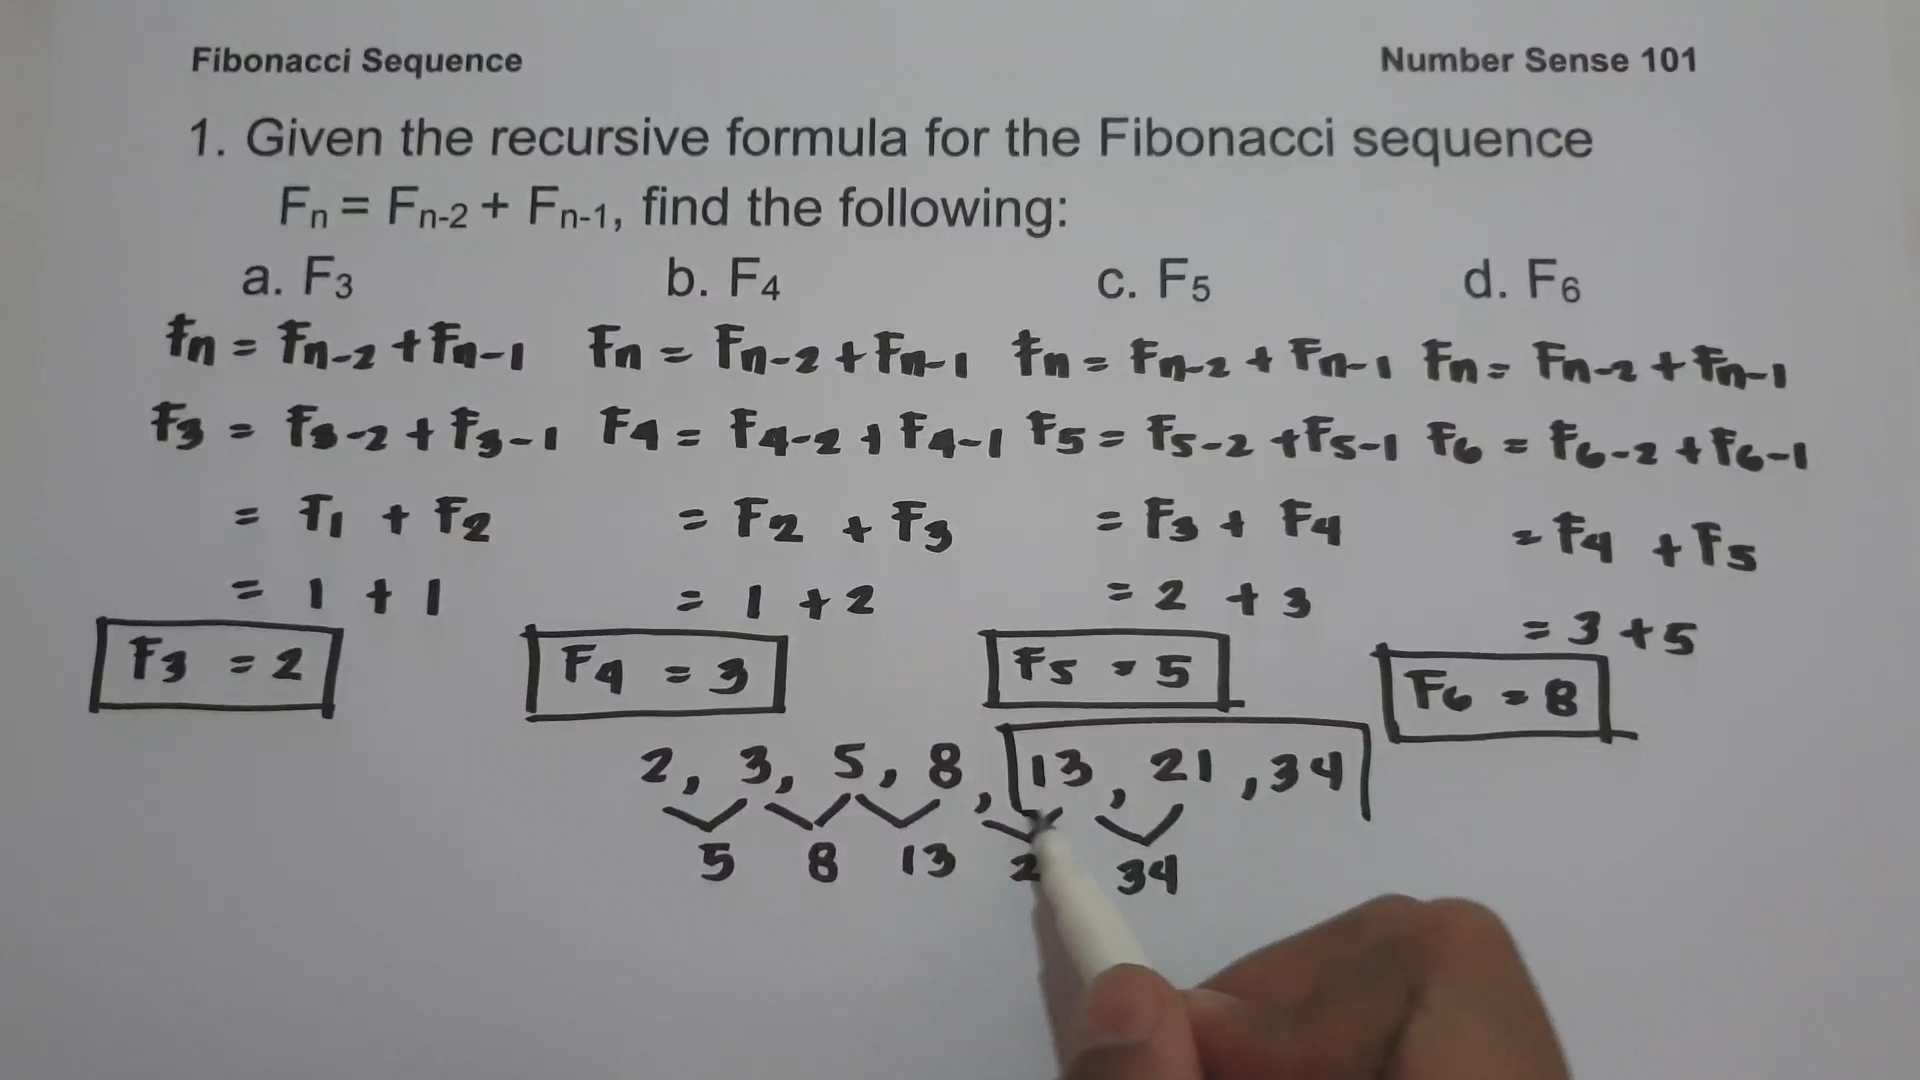 Fibonacci Sequence Number Sense 101
1. Given the recursive formula for the Fibonacci sequence
Fn = Fn-2 + Fn-1, find the following:
a. F3 b. F4 c. F5 d. F6
Fn = Fn-2 + Fn-1 Fn = Fn-2 + Fn-1 Fn = Fn-2 + Fn-1 Fn = Fn-2 + Fn-1
F3 = F3-2 + F3-1 F4 = F4-2 + F4-1 F5 = F5-2 + F5-1 F6 = F6-2 + F6-1
= F1 + F2 = F2 + F3 = F3 + F4 = F4 + F5
= 1 + 1 = 1 + 2 = 2 + 3 = 3 + 5
F3 = 2 F4 = 3 F5 = 5 F6 = 8
2, 3, 5, 8, 13, 21, 34
5 8 13 2 34